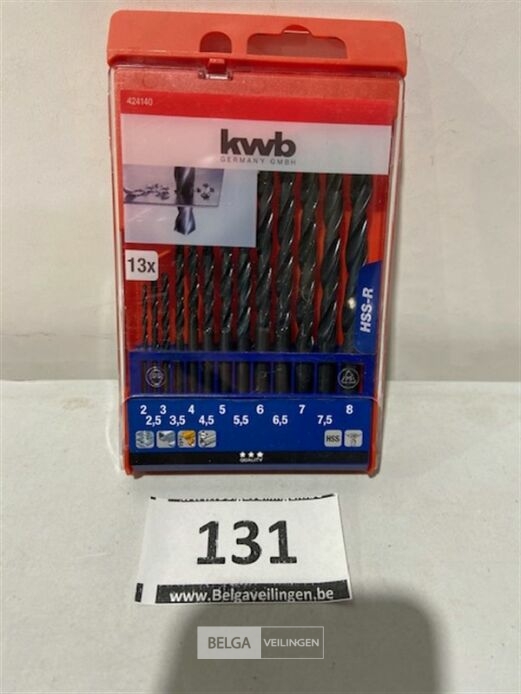 424140
kwb
GERMANY GMBH
13x
HSS-R
2 3 4 5 6 7 8
2,5 3,5 4,5 5,5 6,5 7,5
HSS
QUALITY
131
www.Belgaveilingen.be
BELGA VEILINGEN